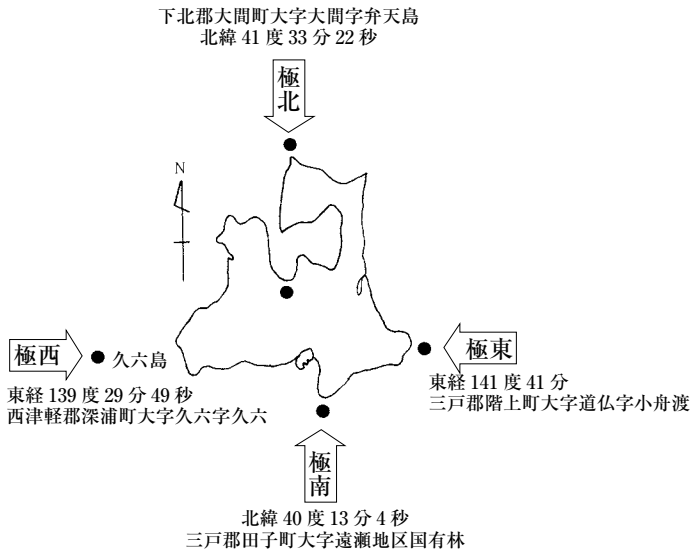 下北郡大間町大字大間字弁天島
北緯 41 度 33 分 22 秒
極北
N
極西
久六島
東経 139 度 29 分 49 秒
西津軽郡深浦町大字久六字久六
極東
東経 141 度 41 分
三戸郡階上町大字道仏字小舟渡
極南
北緯 40 度 13 分 4 秒
三戸郡田子町大字遠瀬地区国有林